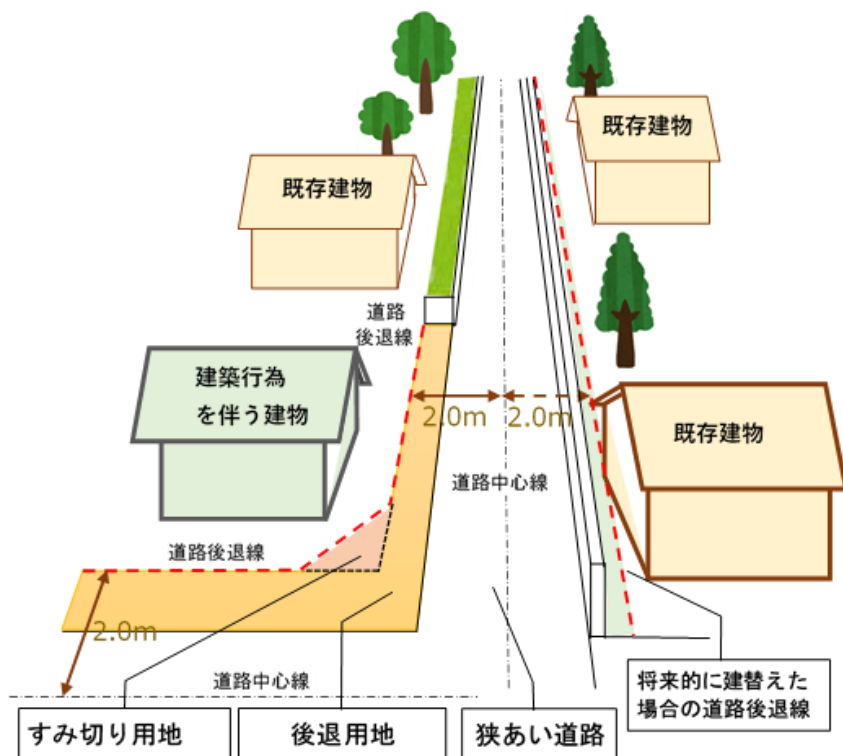 既存建物
既存建物
道路
後退線
建築行為
を伴う建物
2.0m
2.0m
既存建物
道路中心線
道路後退線
2.0m
道路中心線
将来的に建替えた
場合の道路後退線
すみ切り用地
後退用地
狭あい道路